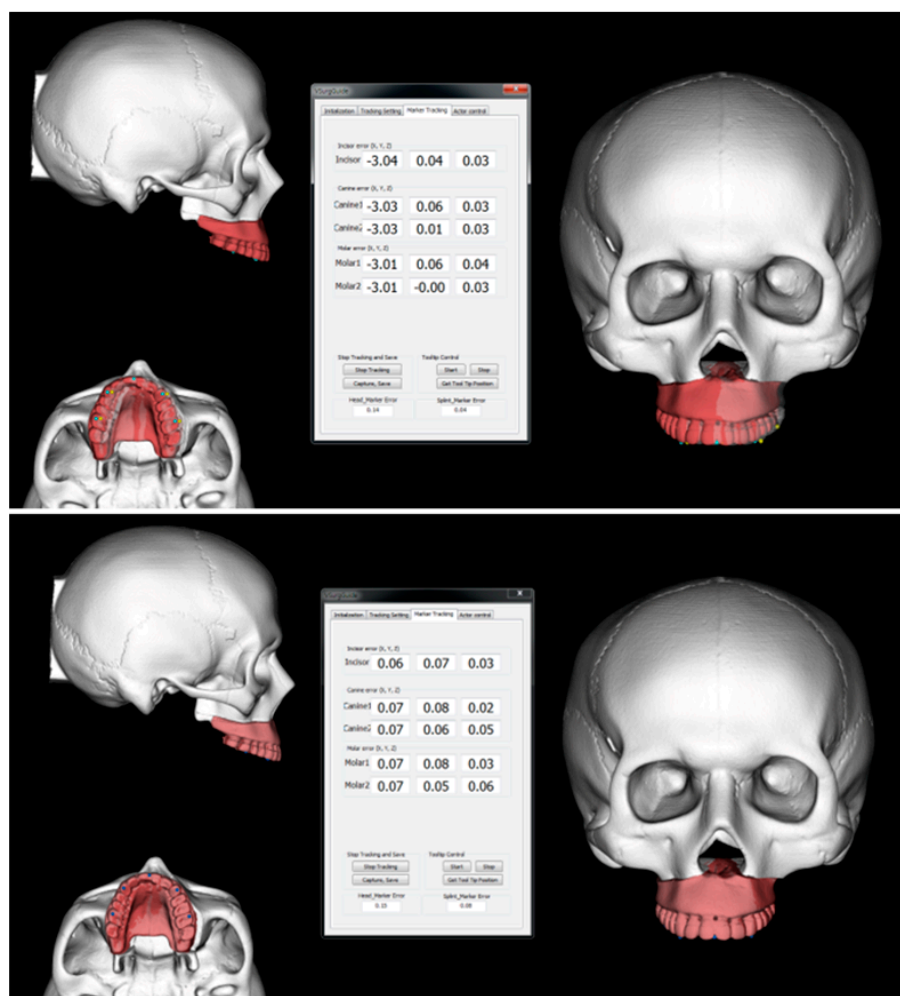 VSurgGuide
Initialization Tracking Setting Marker Tracking Actor control
Incisor error (X, Y, Z)
Incisor -3.04 0.04 0.03
Canine error (X, Y, Z)
Canine1 -3.03 0.06 0.03
Canine2 -3.03 0.01 0.03
Molar error (X, Y, Z)
Molar1 -3.01 0.06 0.04
Molar2 -3.01 -0.00 0.03
Stop Tracking and Save Tooltip Control
Stop Tracking Start Stop
Capture, Save Get Tool Tip Position
Head_Marker Error Splint_Marker Error
0.14 0.04
VSurgGuide
Initialization Tracking Setting Marker Tracking Actor control
Incisor error (X, Y, Z)
Incisor 0.06 0.07 0.03
Canine error (X, Y, Z)
Canine1 0.07 0.08 0.02
Canine2 0.07 0.06 0.05
Molar error (X, Y, Z)
Molar1 0.07 0.08 0.03
Molar2 0.07 0.05 0.06
Stop Tracking and Save Tooltip Control
Stop Tracking Start Stop
Capture, Save Get Tool Tip Position
Head_Marker Error Splint_Marker Error
0.15 0.08